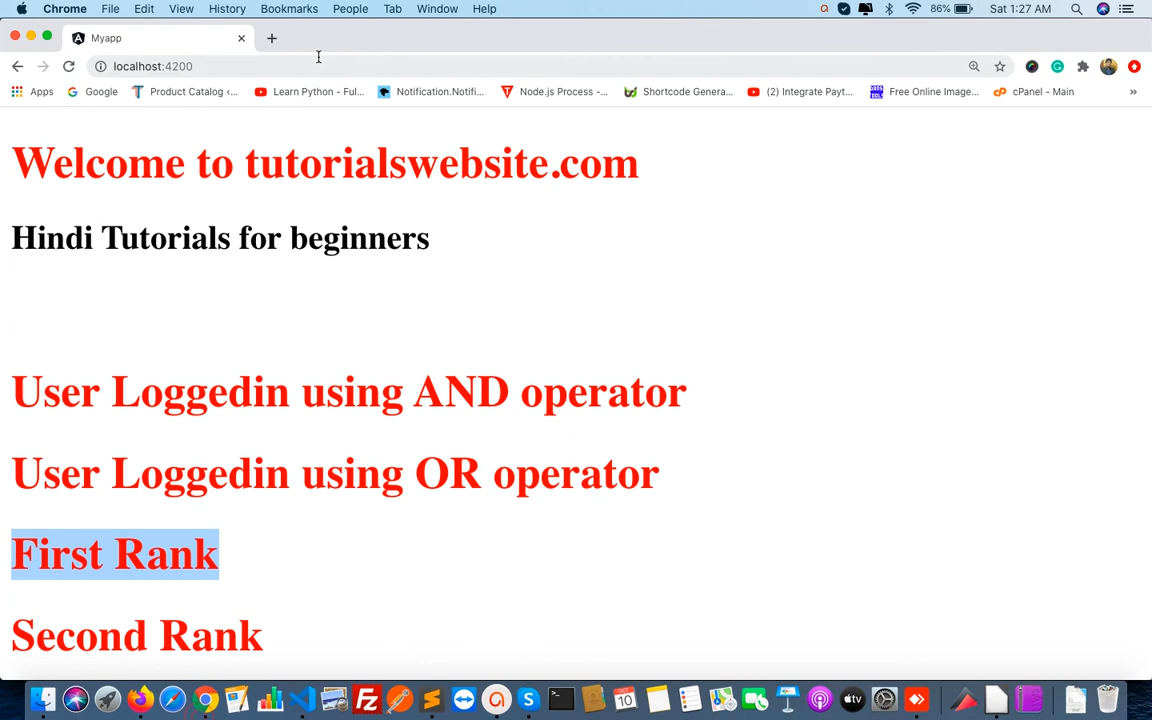 Chrome File Edit View History Bookmarks People Tab Window Help 86% Sat 1:27 AM
Myapp
localhost:4200
Apps Google Product Catalog ‹... Learn Python - Ful... Notification.Notifi... Node.js Process -... Shortcode Genera... (2) Integrate Payt... Free Online Image... cPanel - Main »
Welcome to tutorialswebsite.com
Hindi Tutorials for beginners
User Loggedin using AND operator
User Loggedin using OR operator
First Rank
Second Rank